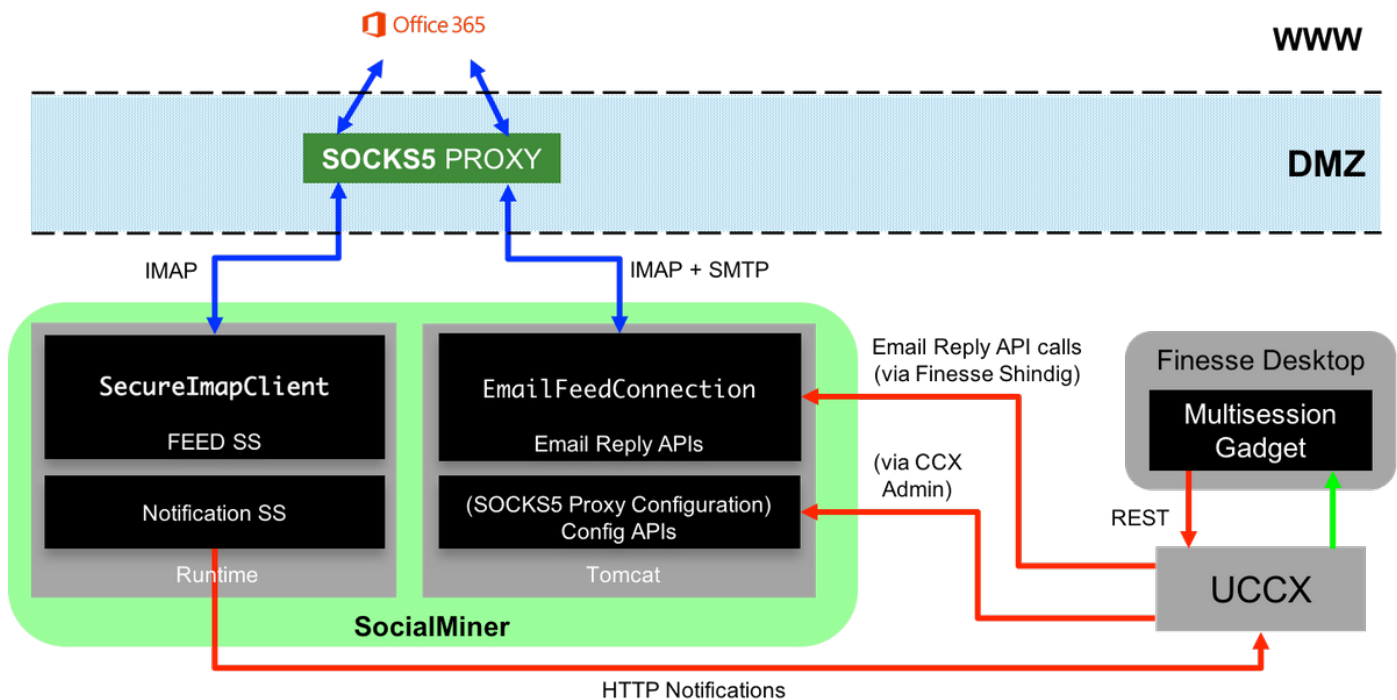 Office 365
WWW
SOCKS5 PROXY
DMZ
IMAP
IMAP + SMTP
SecureImapClient
FEED SS
Notification SS
Runtime
EmailFeedConnection
Email Reply APIs
(SOCKS5 Proxy Configuration)
Config APIs
Tomcat
SocialMiner
Email Reply API calls
(via Finesse Shindig)
(via CCX
Admin)
Finesse Desktop
Multisession
Gadget
REST
UCCX
HTTP Notifications